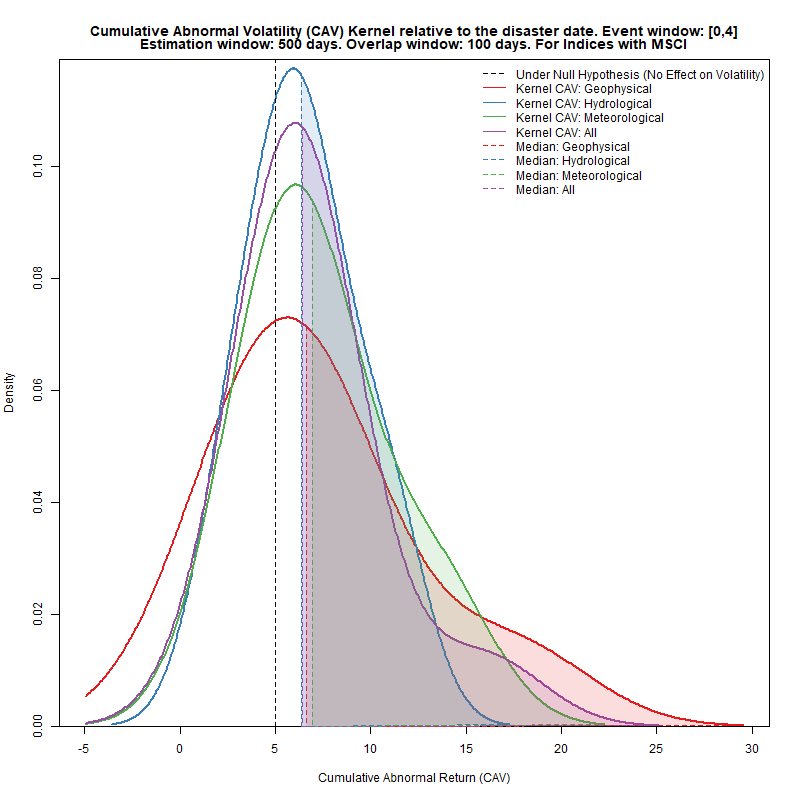 Cumulative Abnormal Volatility (CAV) Kernel relative to the disaster date. Event window: [0,4]
Estimation window: 500 days. Overlap window: 100 days. For Indices with MSCI
Under Null Hypothesis (No Effect on Volatility)
Kernel CAV: Geophysical
Kernel CAV: Hydrological
Kernel CAV: Meteorological
Kernel CAV: All
Median: Geophysical
Median: Hydrological
Median: Meteorological
Median: All
Density
0.10
0.08
0.06
0.04
0.02
0.00
-5 0 5 10 15 20 25 30
Cumulative Abnormal Return (CAV)